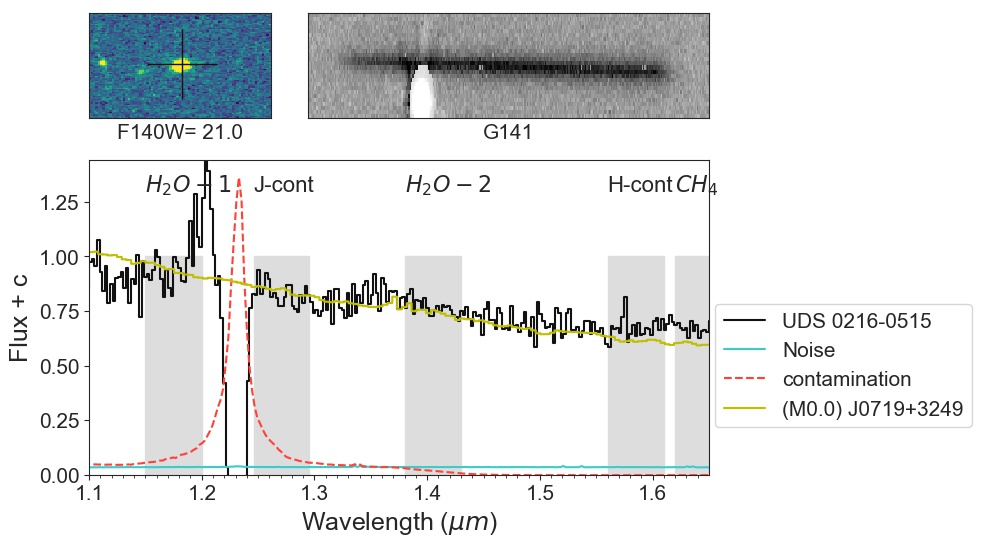 F140W= 21.0
G141
H₂O − 1
J-cont
H₂O − 2
H-cont
CH₄
Flux + c
1.25
1.00
0.75
0.50
0.25
0.00
1.1
1.2
1.3
1.4
1.5
1.6
Wavelength (μm)
UDS 0216-0515
Noise
contamination
(M0.0) J0719+3249